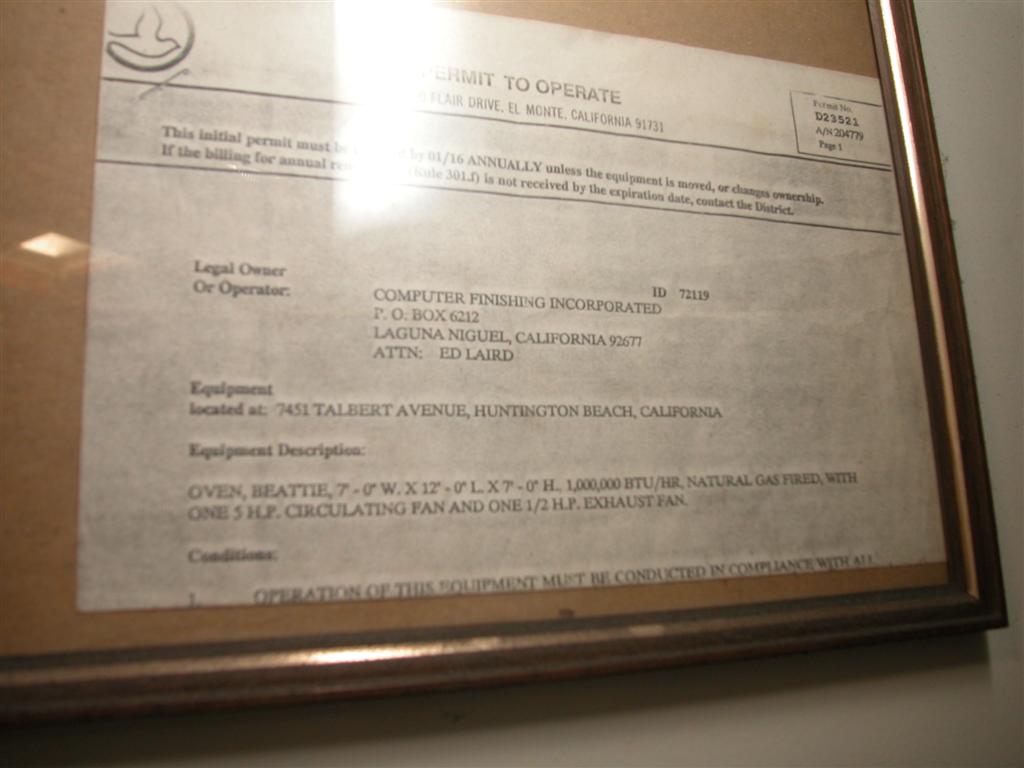 PERMIT TO OPERATE
FLAIR DRIVE, EL MONTE, CALIFORNIA 91731
Permit No.
D23521
A/N 204779
Page 1
This initial permit must be by 01/16 ANNUALLY unless the equipment is moved, or changes ownership.
If the billing for annual (Rule 301.f) is not received by the expiration date, contact the District.
Legal Owner
Or Operator:
ID 72119
COMPUTER FINISHING INCORPORATED
P. O. BOX 6212
LAGUNA NIGUEL, CALIFORNIA 92677
ATTN: ED LAIRD
Equipment
located at: 7451 TALBERT AVENUE, HUNTINGTON BEACH, CALIFORNIA
Equipment Description:
OVEN, BEATTIE, 7' - 0" W. X 12' - 0" L. X 7' - 0" H., 1,000,000 BTU/HR, NATURAL GAS FIRED, WITH
ONE 5 H.P. CIRCULATING FAN AND ONE 1/2 H.P. EXHAUST FAN.
Conditions:
1. OPERATION OF THIS EQUIPMENT MUST BE CONDUCTED IN COMPLIANCE WITH ALL